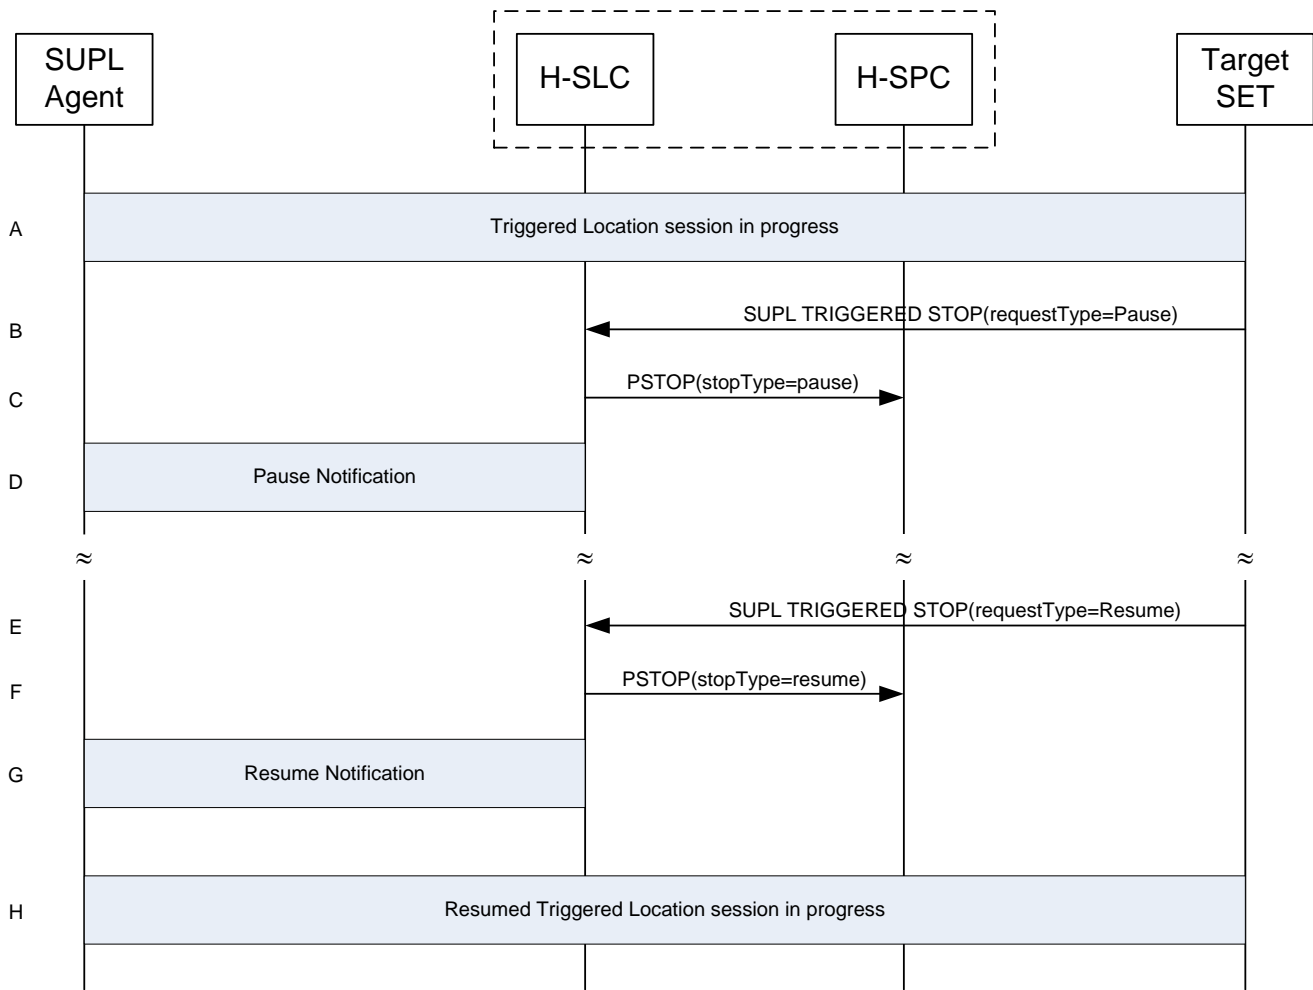 SUPL
Agent
H-SLC
H-SPC
Target
SET
A
Triggered Location session in progress
B
SUPL TRIGGERED STOP(requestType=Pause)
C
PSTOP(stopType=pause)
D
Pause Notification
≈ ≈ ≈ ≈
E
SUPL TRIGGERED STOP(requestType=Resume)
F
PSTOP(stopType=resume)
G
Resume Notification
H
Resumed Triggered Location session in progress